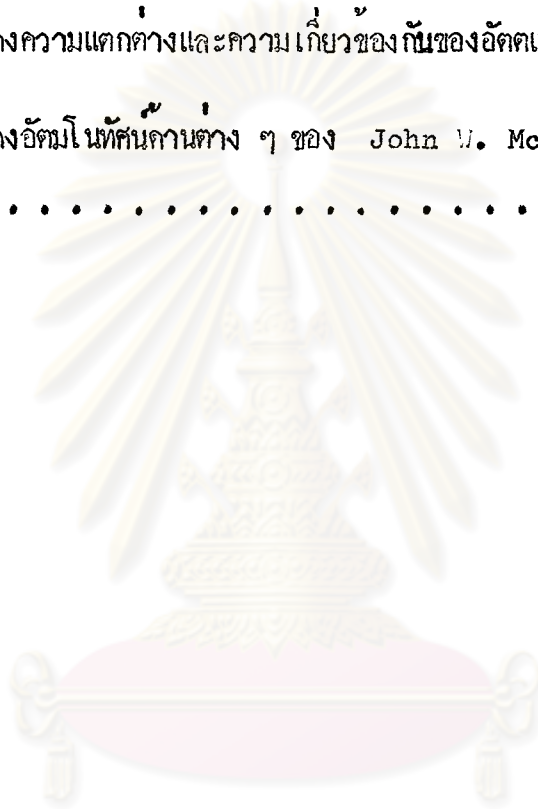 งความแตกต่างและความเกี่ยวข้องกันของอัตต
งอัตมโนทัศน์ด้านต่าง ๆ ของ John W. Mc
. . . . . . . . . . . . . . . . .